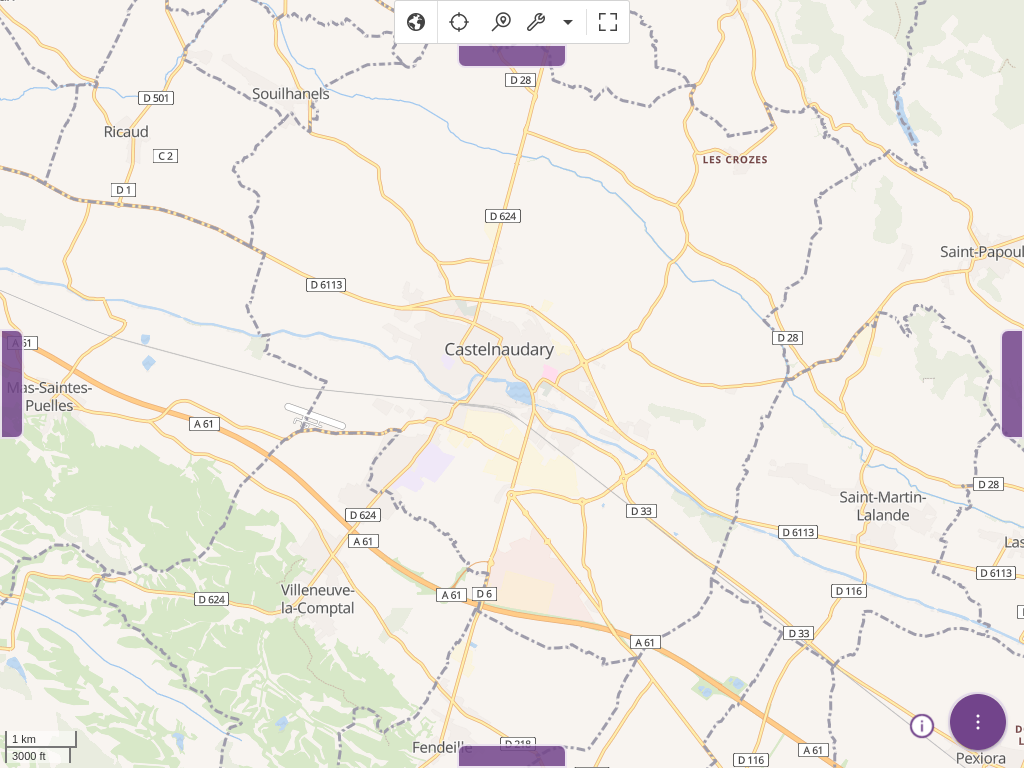 D 28
Souilhanels
D 501
Ricaud
C 2
LES CROZES
D 1
D 624
Saint-Papoul
D 6113
D 28
A 61
Castelnaudary
Mas-Saintes-
Puelles
A 61
D 28
Saint-Martin-
Lalande
D 624
D 33
D 6113
A 61
Las
D 6113
Villeneuve-
la-Comptal
D 624
A 61
D 6
D 116
D 33
A 61
1 km
3000 ft
Fendeille
D 218
A 61
D 116
Pexiora